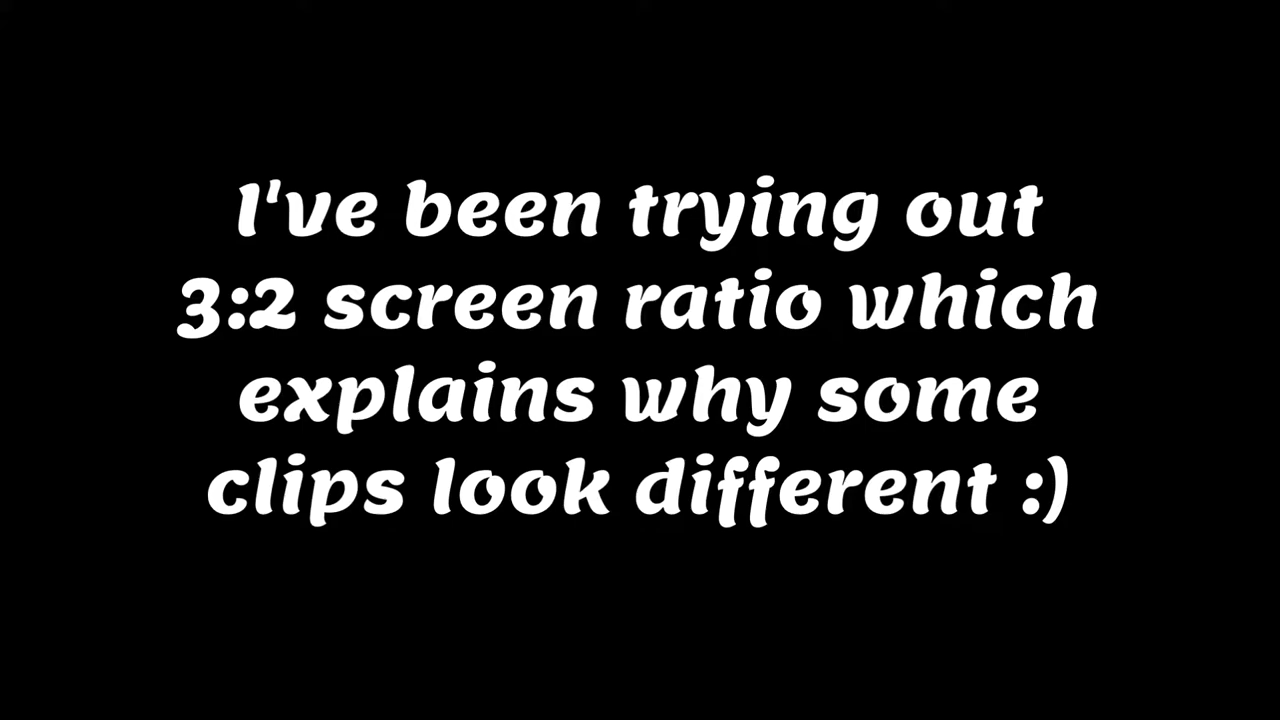 I've been trying out
3:2 screen ratio which
explains why some
clips look different :)